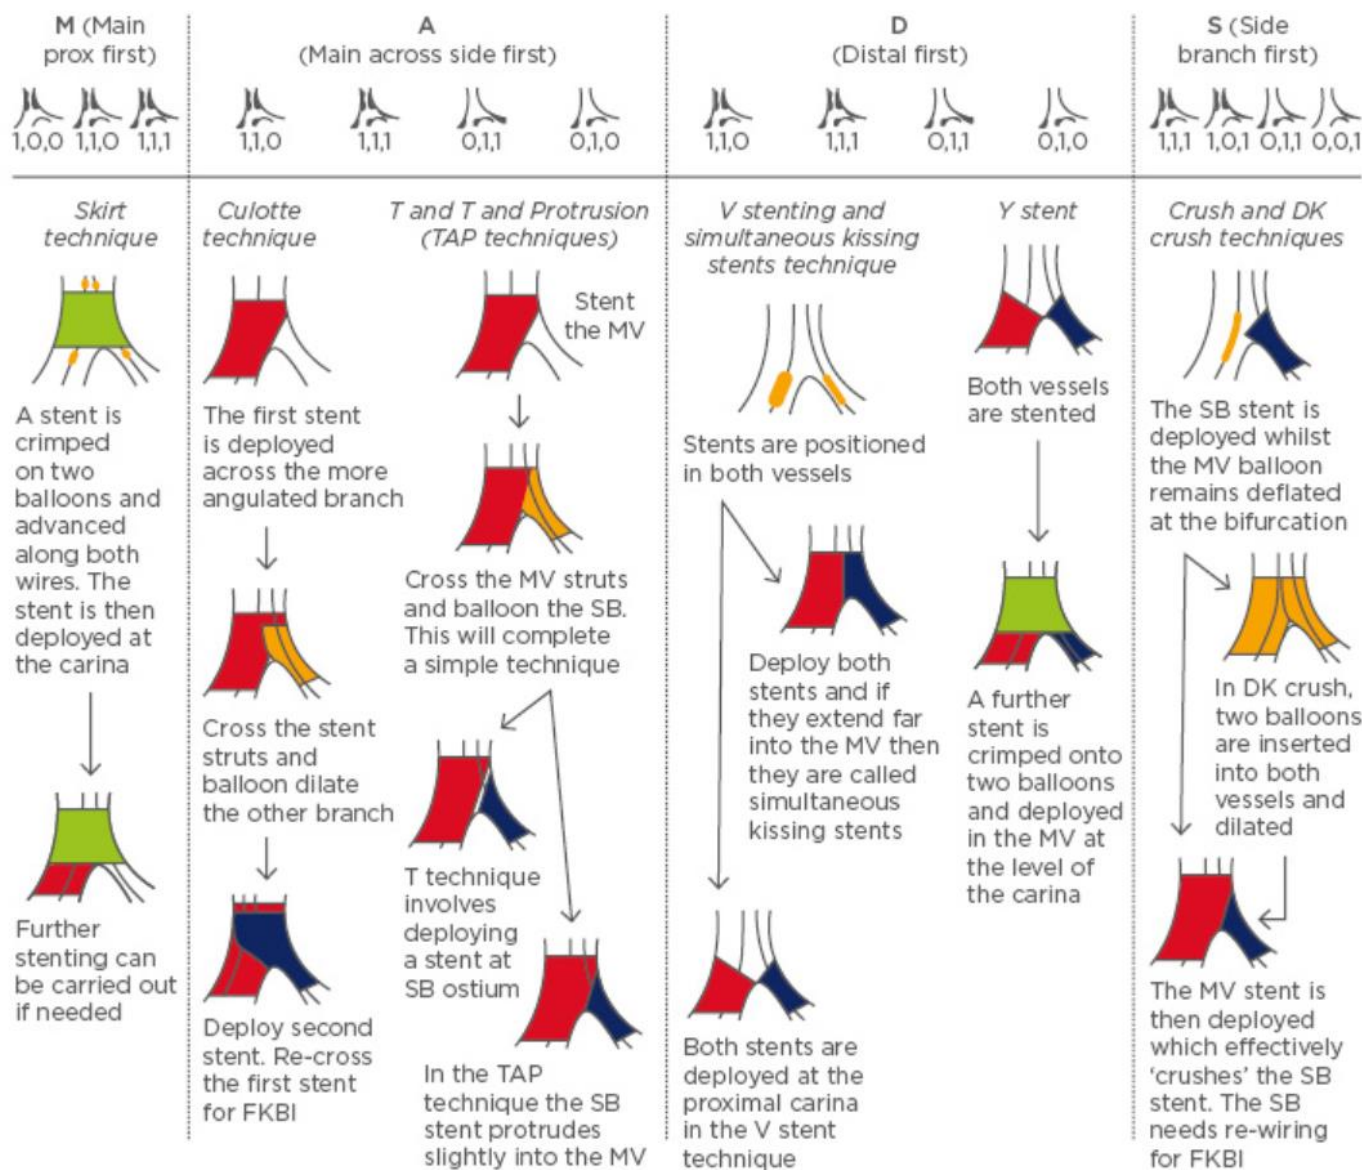 M (Main
prox first)
1,0,0
1,1,0
1,1,1
A
(Main across side first)
1,1,0
1,1,1
0,1,1
0,1,0
D
(Distal first)
1,1,0
1,1,1
0,1,1
0,1,0
S (Side
branch first)
1,1,1
1,0,1
0,1,1
0,0,1
Skirt
technique
A stent is
crimped
on two
balloons and
advanced
along both
wires. The
stent is then
deployed at
the carina
Further
stenting can
be carried out
if needed
Culotte
technique
The first stent
is deployed
across the more
angulated branch
Cross the stent
struts and
balloon dilate
the other branch
Deploy second
stent. Re-cross
the first stent
for FKBI
T and T and Protrusion
(TAP techniques)
Stent
the MV
Cross the MV struts
and balloon the SB.
This will complete
a simple technique
T technique
involves
deploying
a stent at
SB ostium
In the TAP
technique the SB
stent protrudes
slightly into the MV
V stenting and
simultaneous kissing
stents technique
Stents are positioned
in both vessels
Deploy both
stents and if
they extend far
into the MV then
they are called
simultaneous
kissing stents
Both stents are
deployed at the
proximal carina
in the V stent
technique
Y stent
Both vessels
are stented
A further
stent is
crimped onto
two balloons
and deployed
in the MV at
the level of
the carina
Crush and DK
crush techniques
The SB stent is
deployed whilst
the MV balloon
remains deflated
at the bifurcation
In DK crush,
two balloons
are inserted
into both
vessels and
dilated
The MV stent is
then deployed
which effectively
‘crushes’ the SB
stent. The SB
needs re-wiring
for FKBI